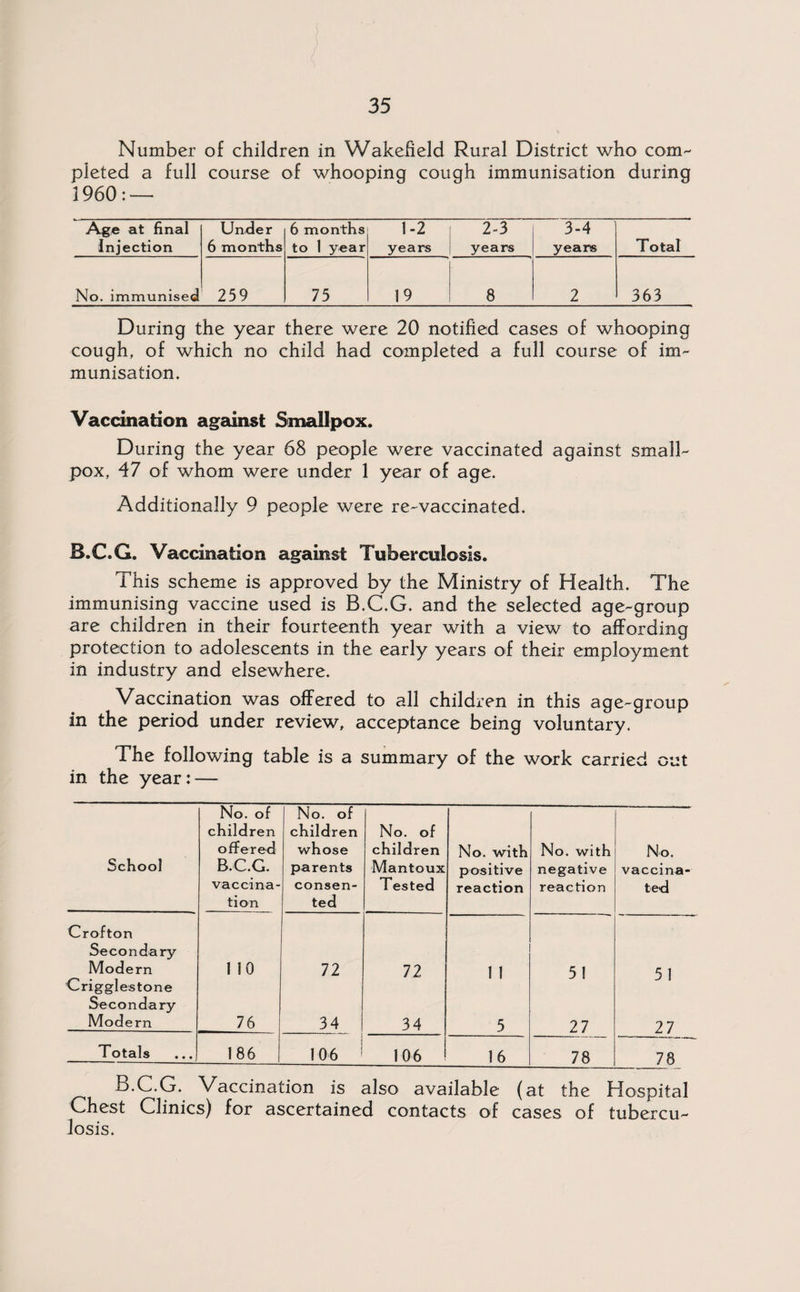 35
Number of children in Wakefield Rural District who com-
pleted a full course of whooping cough immunisation during
1960:—
Age at final Injection | Under 6 months | 6 months to 1 year | 1-2 years | 2-3 years | 3-4 years | Total
No. immunised | 259 | 75 | 19 | 8 | 2 | 363
During the year there were 20 notified cases of whooping
cough, of which no child had completed a full course of im-
munisation.
Vaccination against Smallpox.
During the year 68 people were vaccinated against small-
pox, 47 of whom were under 1 year of age.
Additionally 9 people were re-vaccinated.
B.C.G. Vaccination against Tuberculosis.
This scheme is approved by the Ministry of Health. The
immunising vaccine used is B.C.G. and the selected age-group
are children in their fourteenth year with a view to affording
protection to adolescents in the early years of their employment
in industry and elsewhere.
Vaccination was offered to all children in this age-group
in the period under review, acceptance being voluntary.
The following table is a summary of the work carried out
in the year:—
School | No. of children offered B.C.G. vaccina-tion | No. of children whose parents consen-ted | No. of children Mantoux Tested | No. with positive reaction | No. with negative reaction | No. vaccina-ted
Crofton Secondary Modern | 110 | 72 | 72 | 11 | 51 | 51
Crigglestone Secondary Modern | 76 | 34 | 34 | 5 | 27 | 27
Totals ... | 186 | 106 | 106 | 16 | 78 | 78
B.C.G. Vaccination is also available (at the Hospital
Chest Clinics) for ascertained contacts of cases of tubercu-
losis.